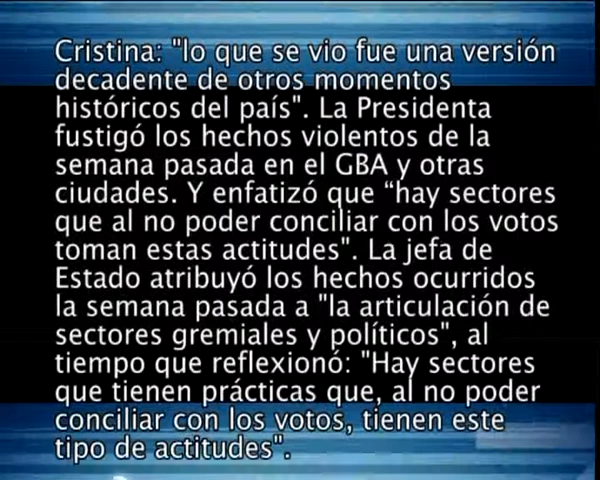 Cristina: "lo que se vio fue una versión
decadente de otros momentos
históricos del país". La Presidenta
fustigó los hechos violentos de la
semana pasada en el GBA y otras
ciudades. Y enfatizó que “hay sectores
que al no poder conciliar con los votos
toman estas actitudes". La jefa de
Estado atribuyó los hechos ocurridos
la semana pasada a "la articulación de
sectores gremiales y políticos", al
tiempo que reflexionó: "Hay sectores
que tienen prácticas que, al no poder
conciliar con los votos, tienen este
tipo de actitudes".